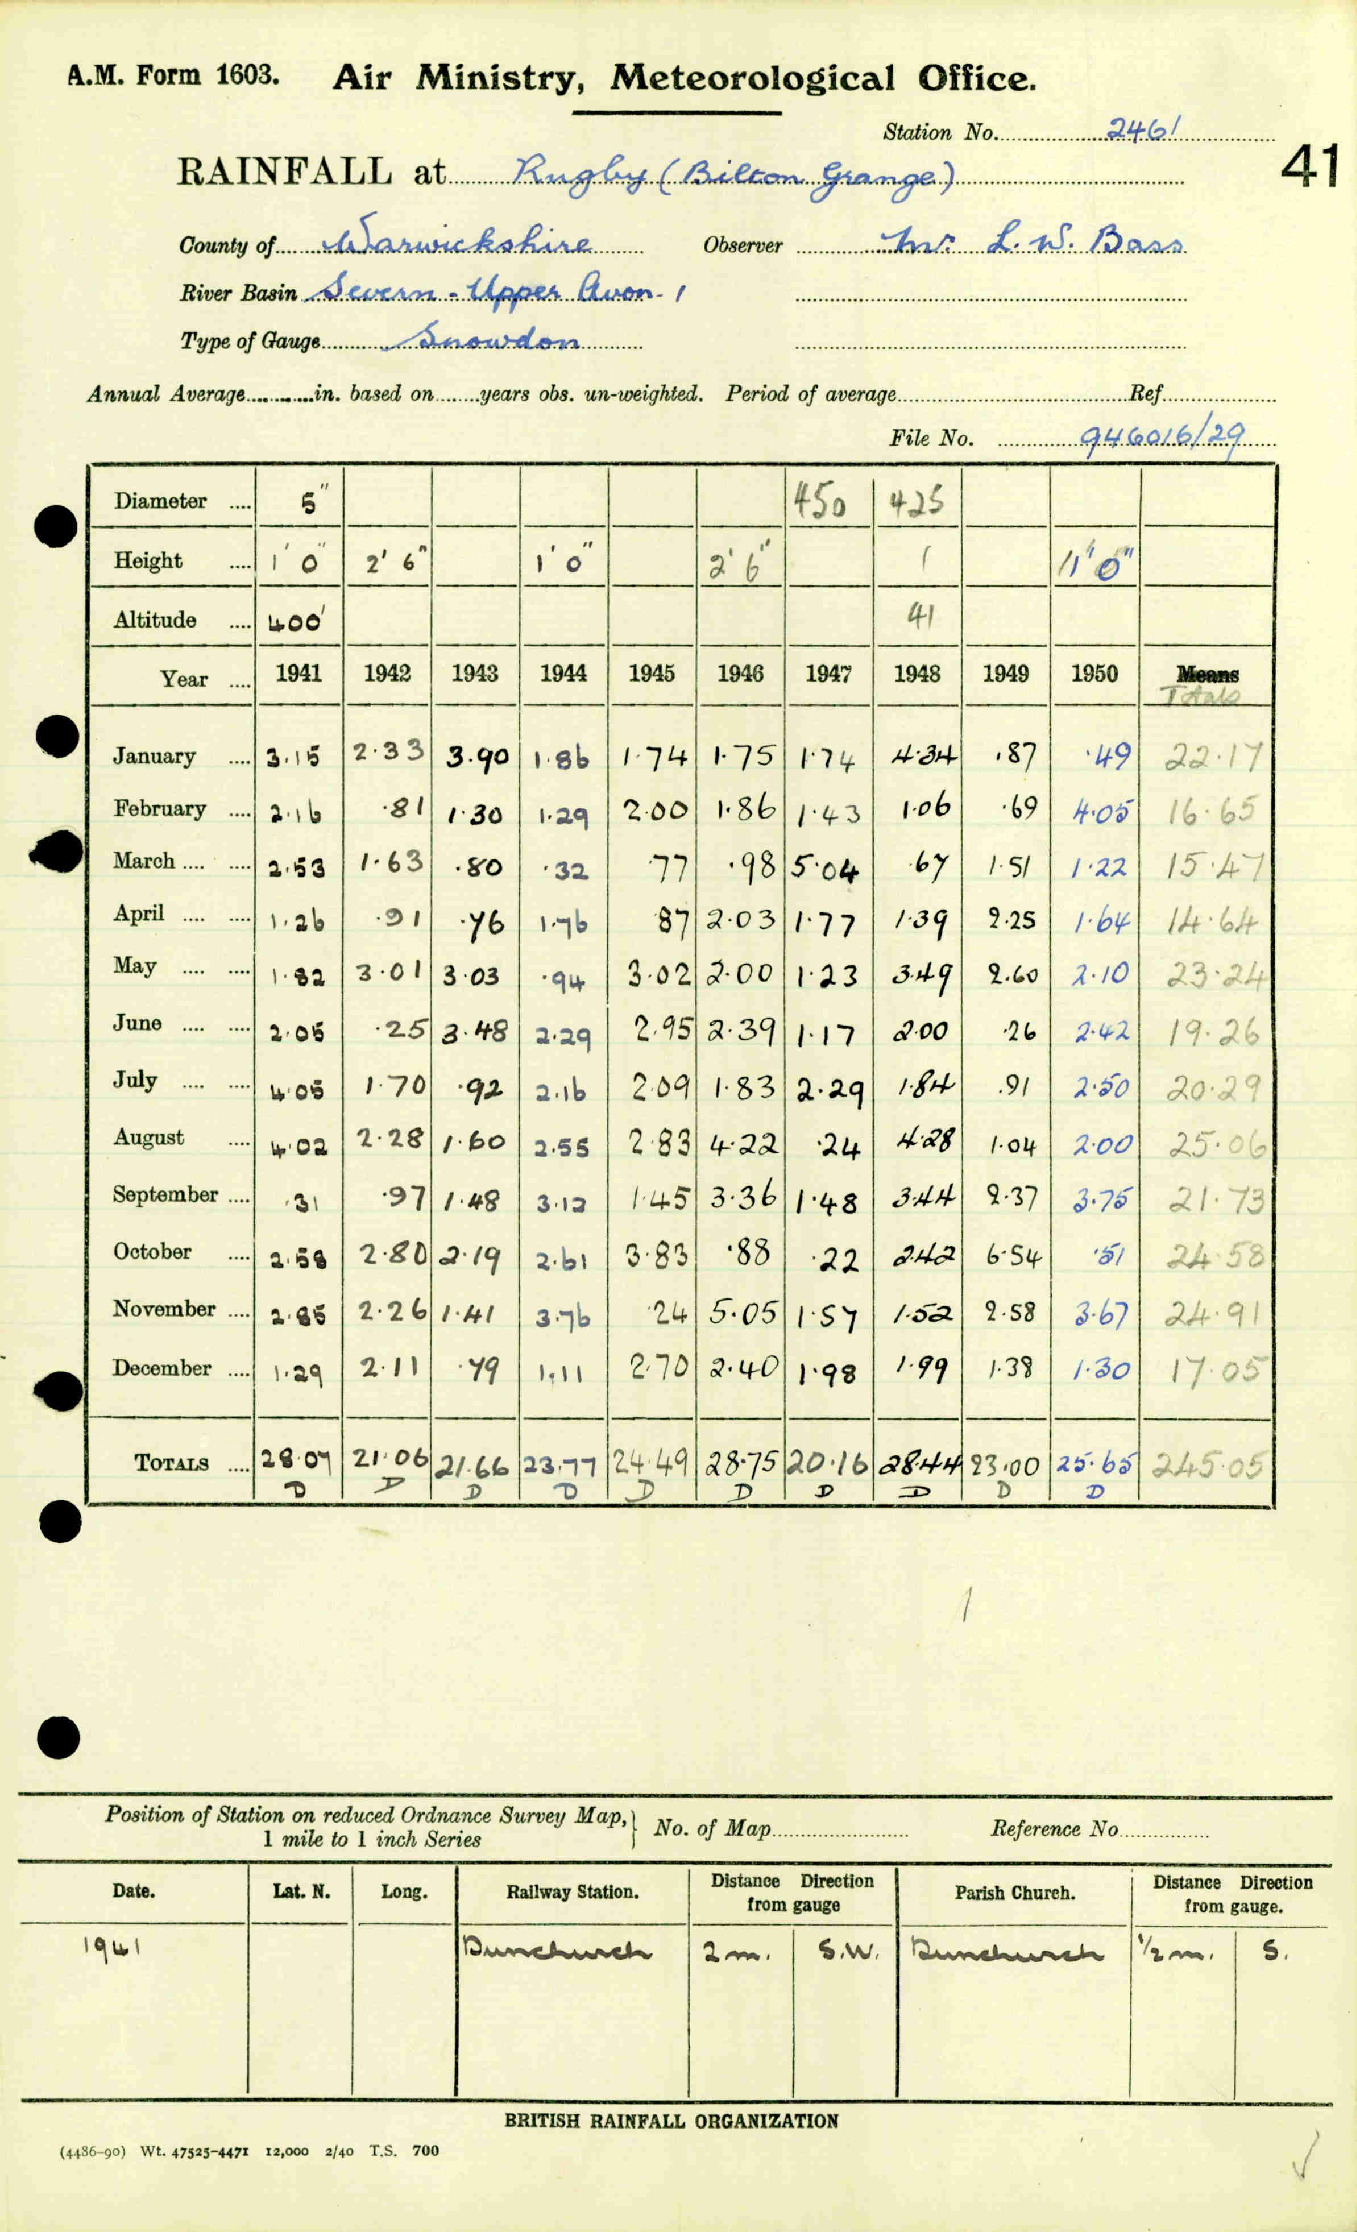 A.M. Form 1603. Air Ministry, Meteorological Office.
Station No. 2461
41
RAINFALL at Rugby (Bilton Grange)
County of Warwickshire Observer Mr. L. W. Bass
River Basin Severn - Upper Avon - 1
Type of Gauge Snowdon
Annual Average in. based on years obs. un-weighted. Period of average Ref.
File No. 946016/29
Diameter 5" 450 425
Height 1' 0" 2' 6" 1' 0" 2' 6" 1 1' 0"
Altitude 400' 41
Year 1941 1942 1943 1944 1945 1946 1947 1948 1949 1950 Means
Totals
January 3.15 2.33 3.90 1.86 1.74 1.75 1.74 4.34 .87 .49 22.17
February 2.16 .81 1.30 1.29 2.00 1.86 1.43 1.06 .69 4.05 16.65
March 2.53 1.63 .80 .32 .77 .98 5.04 .67 1.51 1.22 15.47
April 1.26 .91 .76 1.76 .87 2.03 1.77 1.39 2.25 1.64 14.64
May 1.82 3.01 3.03 .94 3.02 2.00 1.23 3.49 2.60 2.10 23.24
June 2.05 .25 3.48 2.29 2.95 2.39 1.17 2.00 .26 2.42 19.26
July 4.05 1.70 .92 2.16 2.09 1.83 2.29 1.84 .91 2.50 20.29
August 4.02 2.28 1.60 2.55 2.83 4.22 .24 4.28 1.04 2.00 25.06
September .31 .97 1.48 3.12 1.45 3.36 1.48 3.44 2.37 3.75 21.73
October 2.58 2.80 2.19 2.61 3.83 .88 .22 2.42 6.54 .51 24.58
November 2.85 2.26 1.41 3.76 .24 5.05 1.57 1.52 2.58 3.67 24.91
December 1.29 2.11 .79 1.11 2.70 2.40 1.98 1.99 1.38 1.30 17.05
TOTALS 28.07 21.06 21.66 23.77 24.49 28.75 20.16 28.44 23.00 25.65 245.05
D D D D D D D D D D
Position of Station on reduced Ordnance Survey Map, 1 mile to 1 inch Series No. of Map Reference No.
Date. Lat. N. Long. Railway Station. Distance Direction from gauge Parish Church. Distance Direction from gauge.
1941 Dunchurch 2 m. S.W. Dunchurch ½ m. S.
BRITISH RAINFALL ORGANIZATION
(4486-90) Wt. 47525-4471 12,000 2/40 T.S. 700